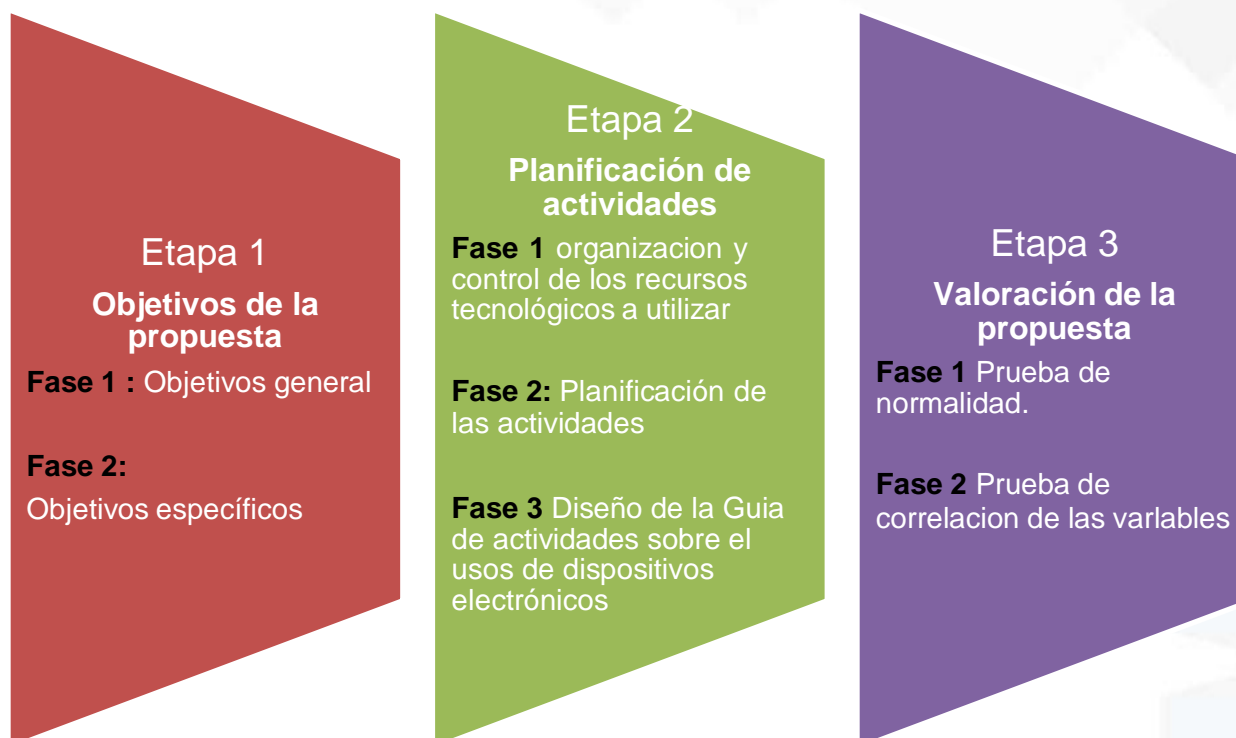 Etapa 1
Objetivos de la
propuesta
Fase 1 : Objetivos general
Fase 2:
Objetivos específicos
Etapa 2
Planificación de
actividades
Fase 1 organizacion y
control de los recursos
tecnológicos a utilizar
Fase 2: Planificación de
las actividades
Fase 3 Diseño de la Guia
de actividades sobre el
usos de dispositivos
electrónicos
Etapa 3
Valoración de la
propuesta
Fase 1 Prueba de
normalidad.
Fase 2 Prueba de
correlacion de las varlables